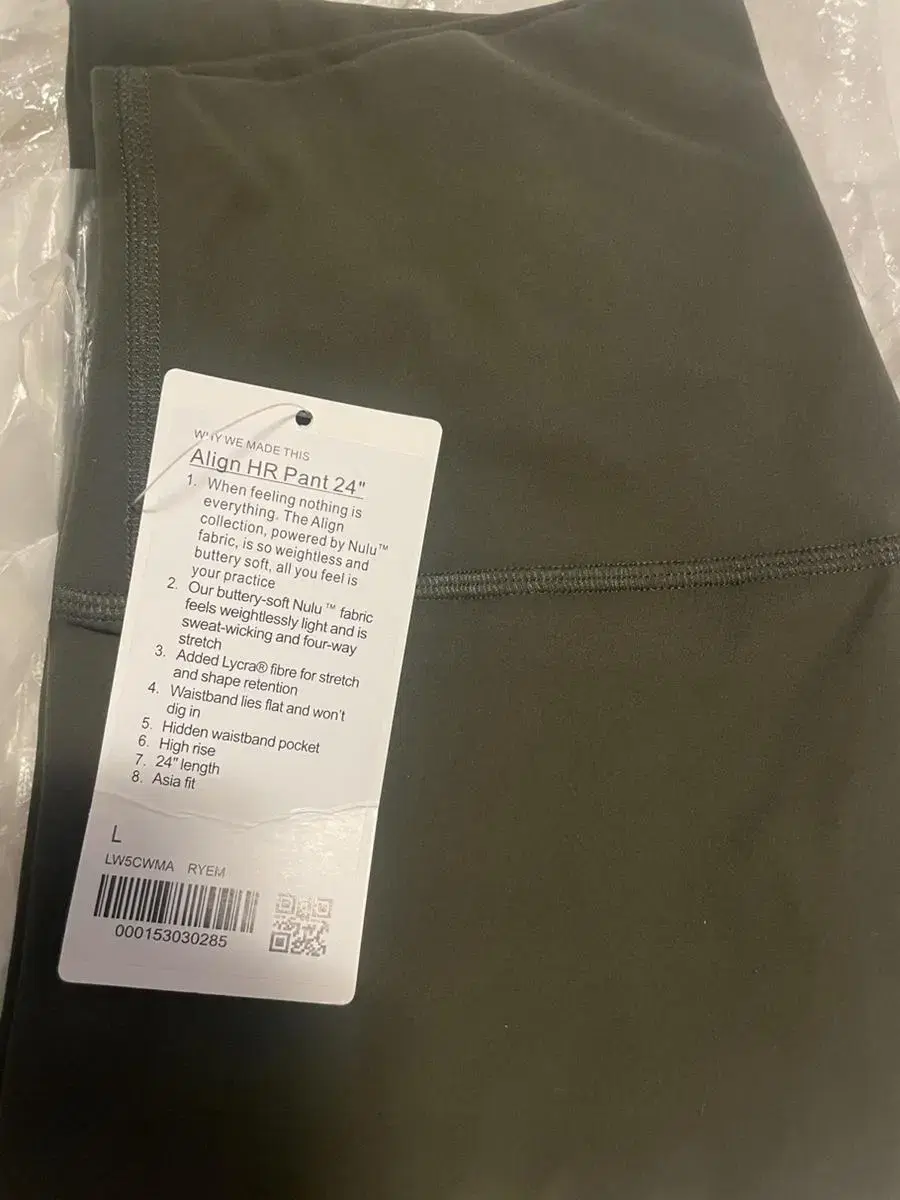 WHY WE MADE THIS
Align HR Pant 24"
1. When feeling nothing is
everything. The Align
collection, powered by Nulu™
fabric, is so weightless and
buttery soft, all you feel is
your practice
2. Our buttery-soft Nulu ™ fabric
feels weightlessly light and is
sweat-wicking and four-way
stretch
3. Added Lycra® fibre for stretch
and shape retention
4. Waistband lies flat and won't
dig in
5. Hidden waistband pocket
6. High rise
7. 24" length
8. Asia fit
L
LW5CWMA RYEM
000153030285